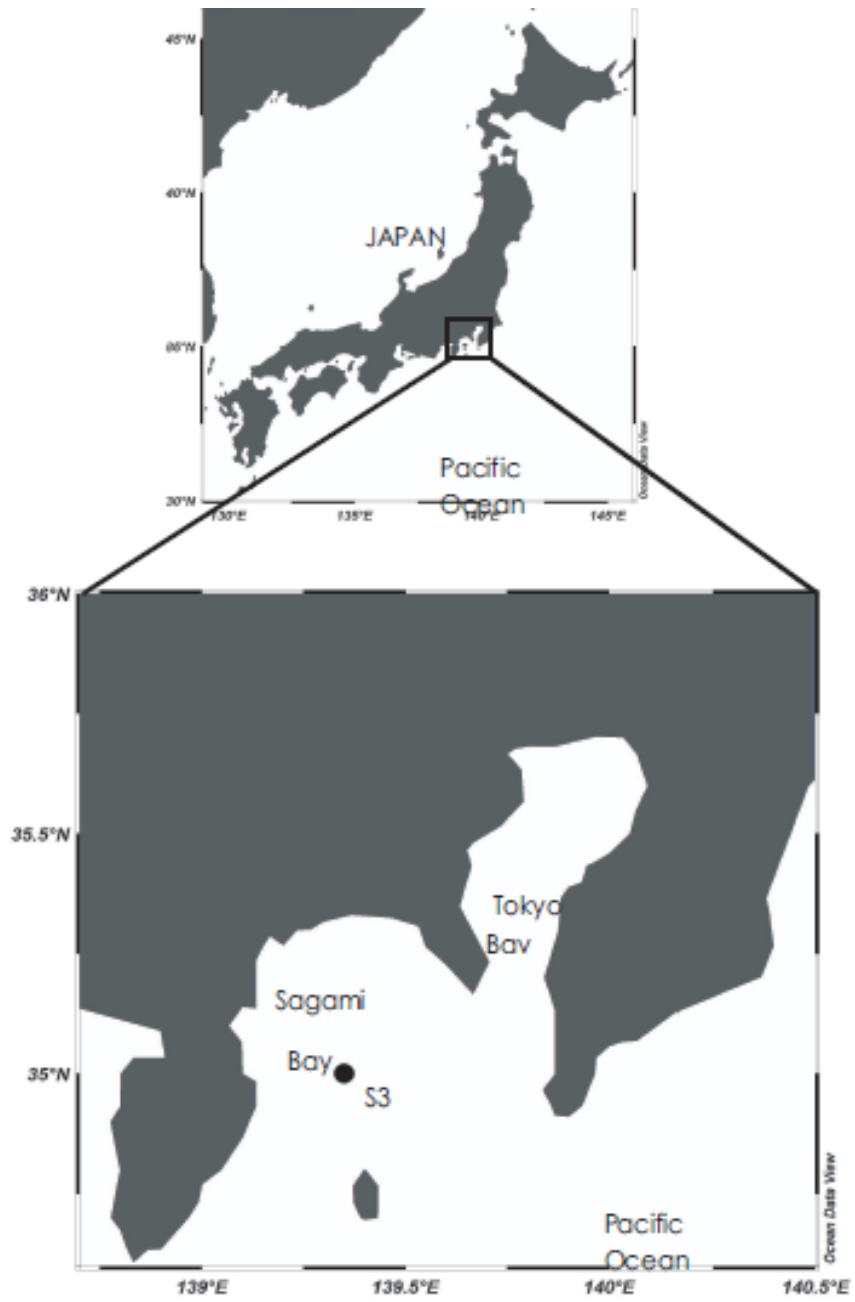 45°N
40°N
JAPAN
35°N
Pacific
Ocean
30°N
130°E
135°E
140°E
145°E
Ocean Data View
36°N
35.5°N
Tokyo
Bay
Sagami
Bay
35°N
S3
Pacific
Ocean
139°E
139.5°E
140°E
140.5°E
Ocean Data View